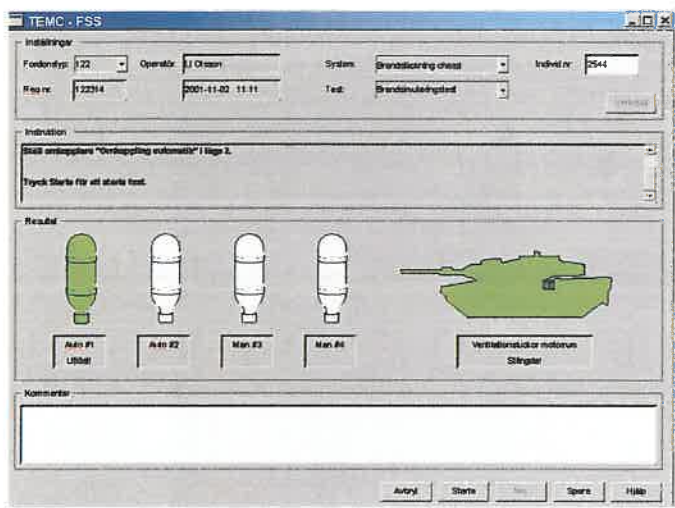 TEMC - FSS
Inställningar
Fordonstyp: 122 Operatör: LI Olsson System: Brandsläckning chassi Individ nr: 2544
Reg nr: 122314 2001-11-02 11.11 Test: Brandsimuleringstest
Instruktion
Ställ omkopplare "Omkoppling automatik" i läge 2.
Tryck Starta för att starta test.
Resultat
Auto #1 Auto #2 Man #3 Man #4 Ventilationsluckor motorrum
Utlöst Stängda
Kommentar
Avbryt Starta Spara Hjälp